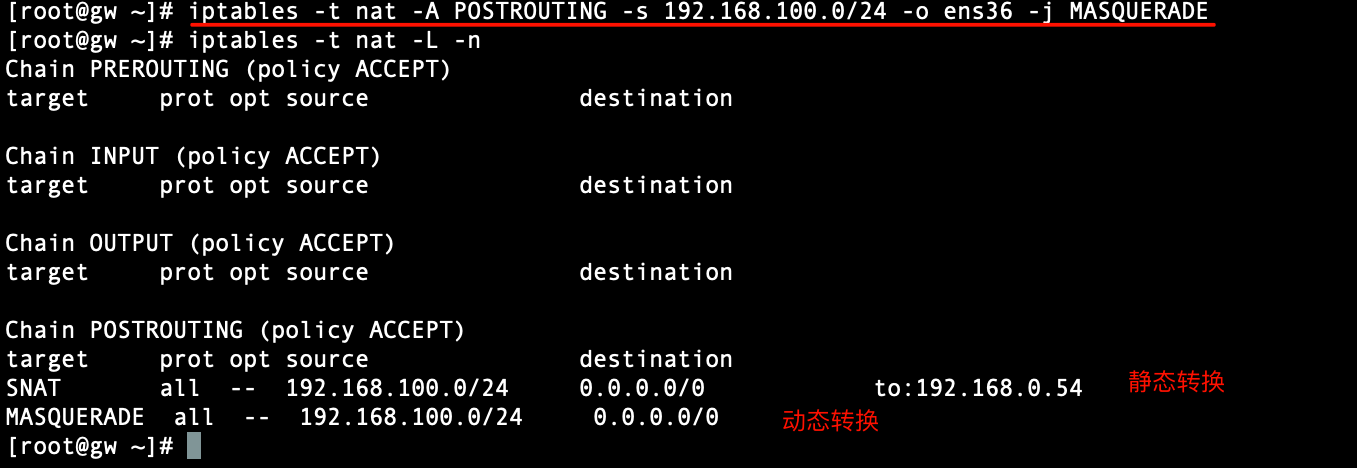 [root@gw ~]# iptables -t nat -A POSTROUTING -s 192.168.100.0/24 -o ens36 -j MASQUERADE
[root@gw ~]# iptables -t nat -L -n
Chain PREROUTING (policy ACCEPT)
target     prot opt source               destination

Chain INPUT (policy ACCEPT)
target     prot opt source               destination

Chain OUTPUT (policy ACCEPT)
target     prot opt source               destination

Chain POSTROUTING (policy ACCEPT)
target     prot opt source               destination
SNAT       all  --  192.168.100.0/24     0.0.0.0/0            to:192.168.0.54 静态转换
MASQUERADE  all  --  192.168.100.0/24     0.0.0.0/0 动态转换
[root@gw ~]#